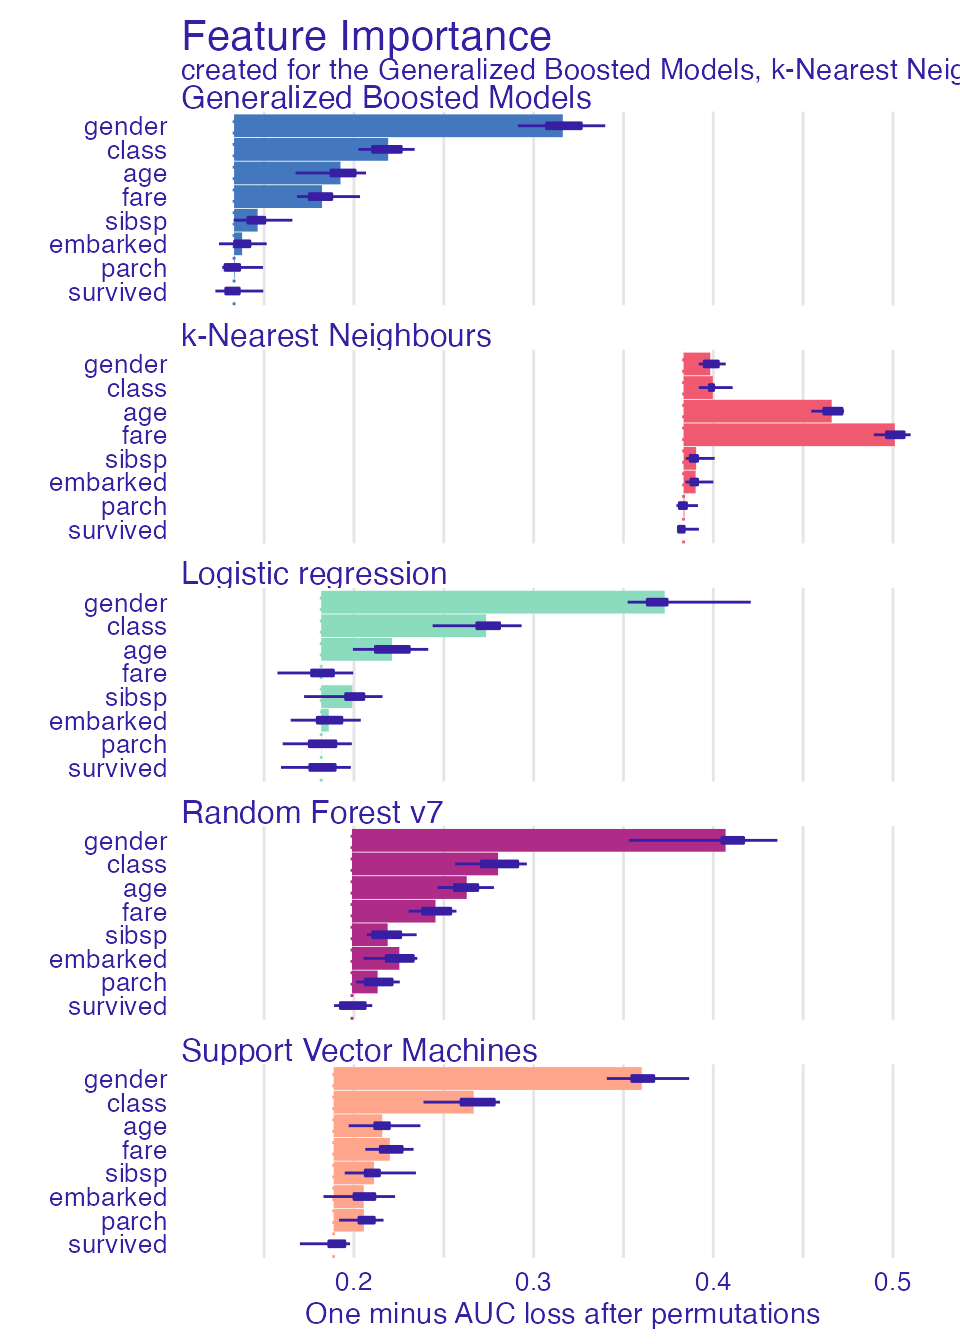 Feature Importance
created for the Generalized Boosted Models, k-Nearest Neig
Generalized Boosted Models
gender
class
age
fare
sibsp
embarked
parch
survived
k-Nearest Neighbours
gender
class
age
fare
sibsp
embarked
parch
survived
Logistic regression
gender
class
age
fare
sibsp
embarked
parch
survived
Random Forest v7
gender
class
age
fare
sibsp
embarked
parch
survived
Support Vector Machines
gender
class
age
fare
sibsp
embarked
parch
survived
0.2 0.3 0.4 0.5
One minus AUC loss after permutations